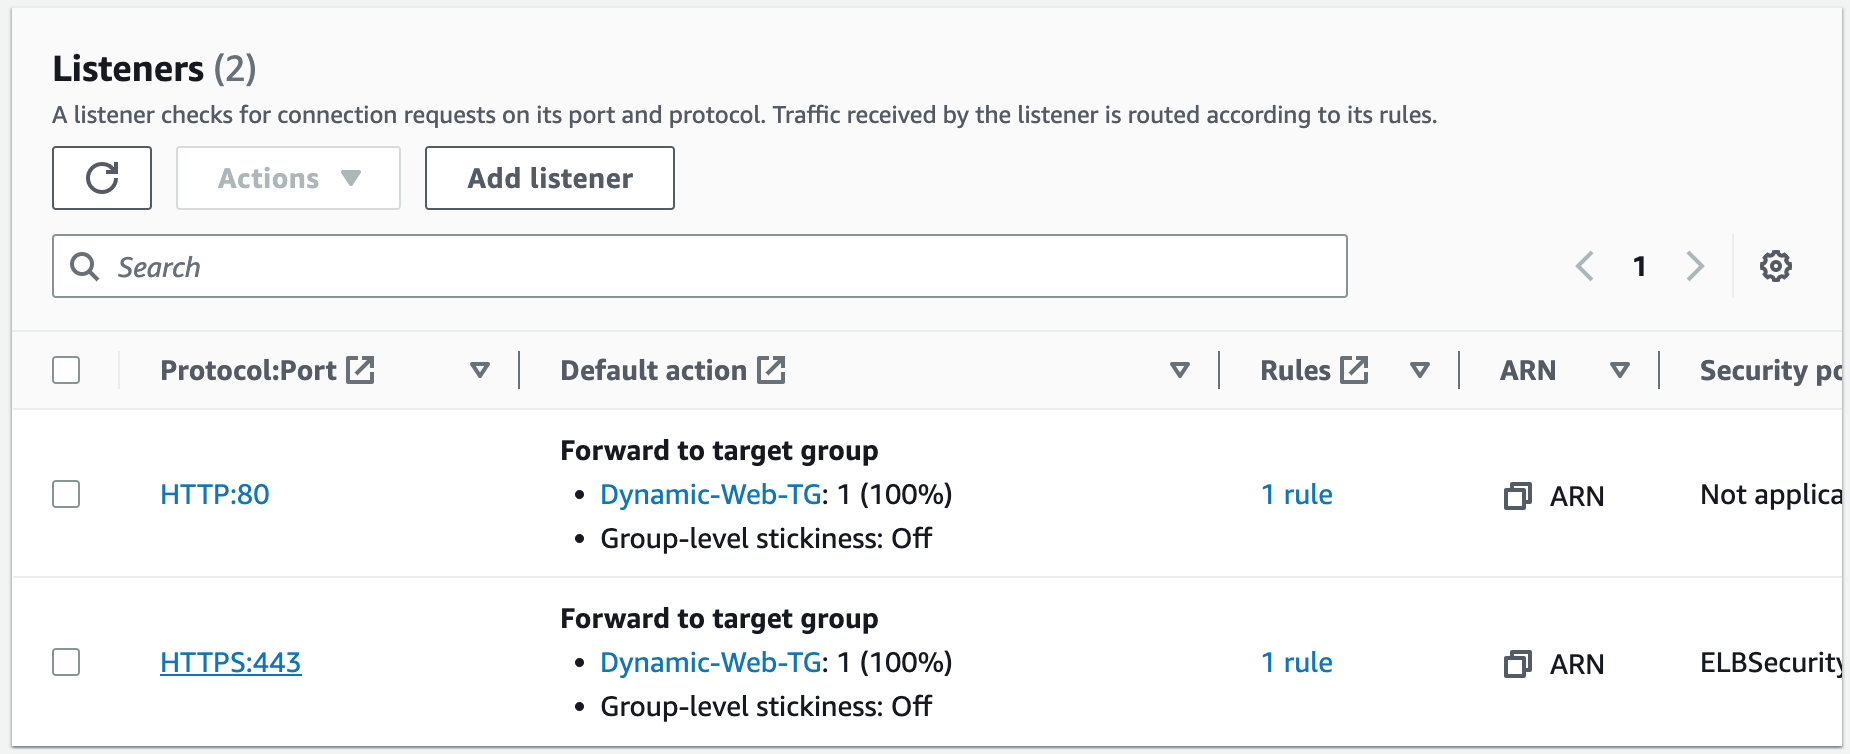 Listeners (2)
A listener checks for connection requests on its port and protocol. Traffic received by the listener is routed according to its rules.
Actions
Add listener
Search
1
Protocol:Port
Default action
Rules
ARN
Security
Forward to target group
HTTP:80
• Dynamic-Web-TG: 1 (100%)
1 rule
ARN
Not applica
• Group-level stickiness: Off
Forward to target group
HTTPS:443
• Dynamic-Web-TG: 1 (100%)
1 rule
ARN
ELBSecurity
• Group-level stickiness: Off